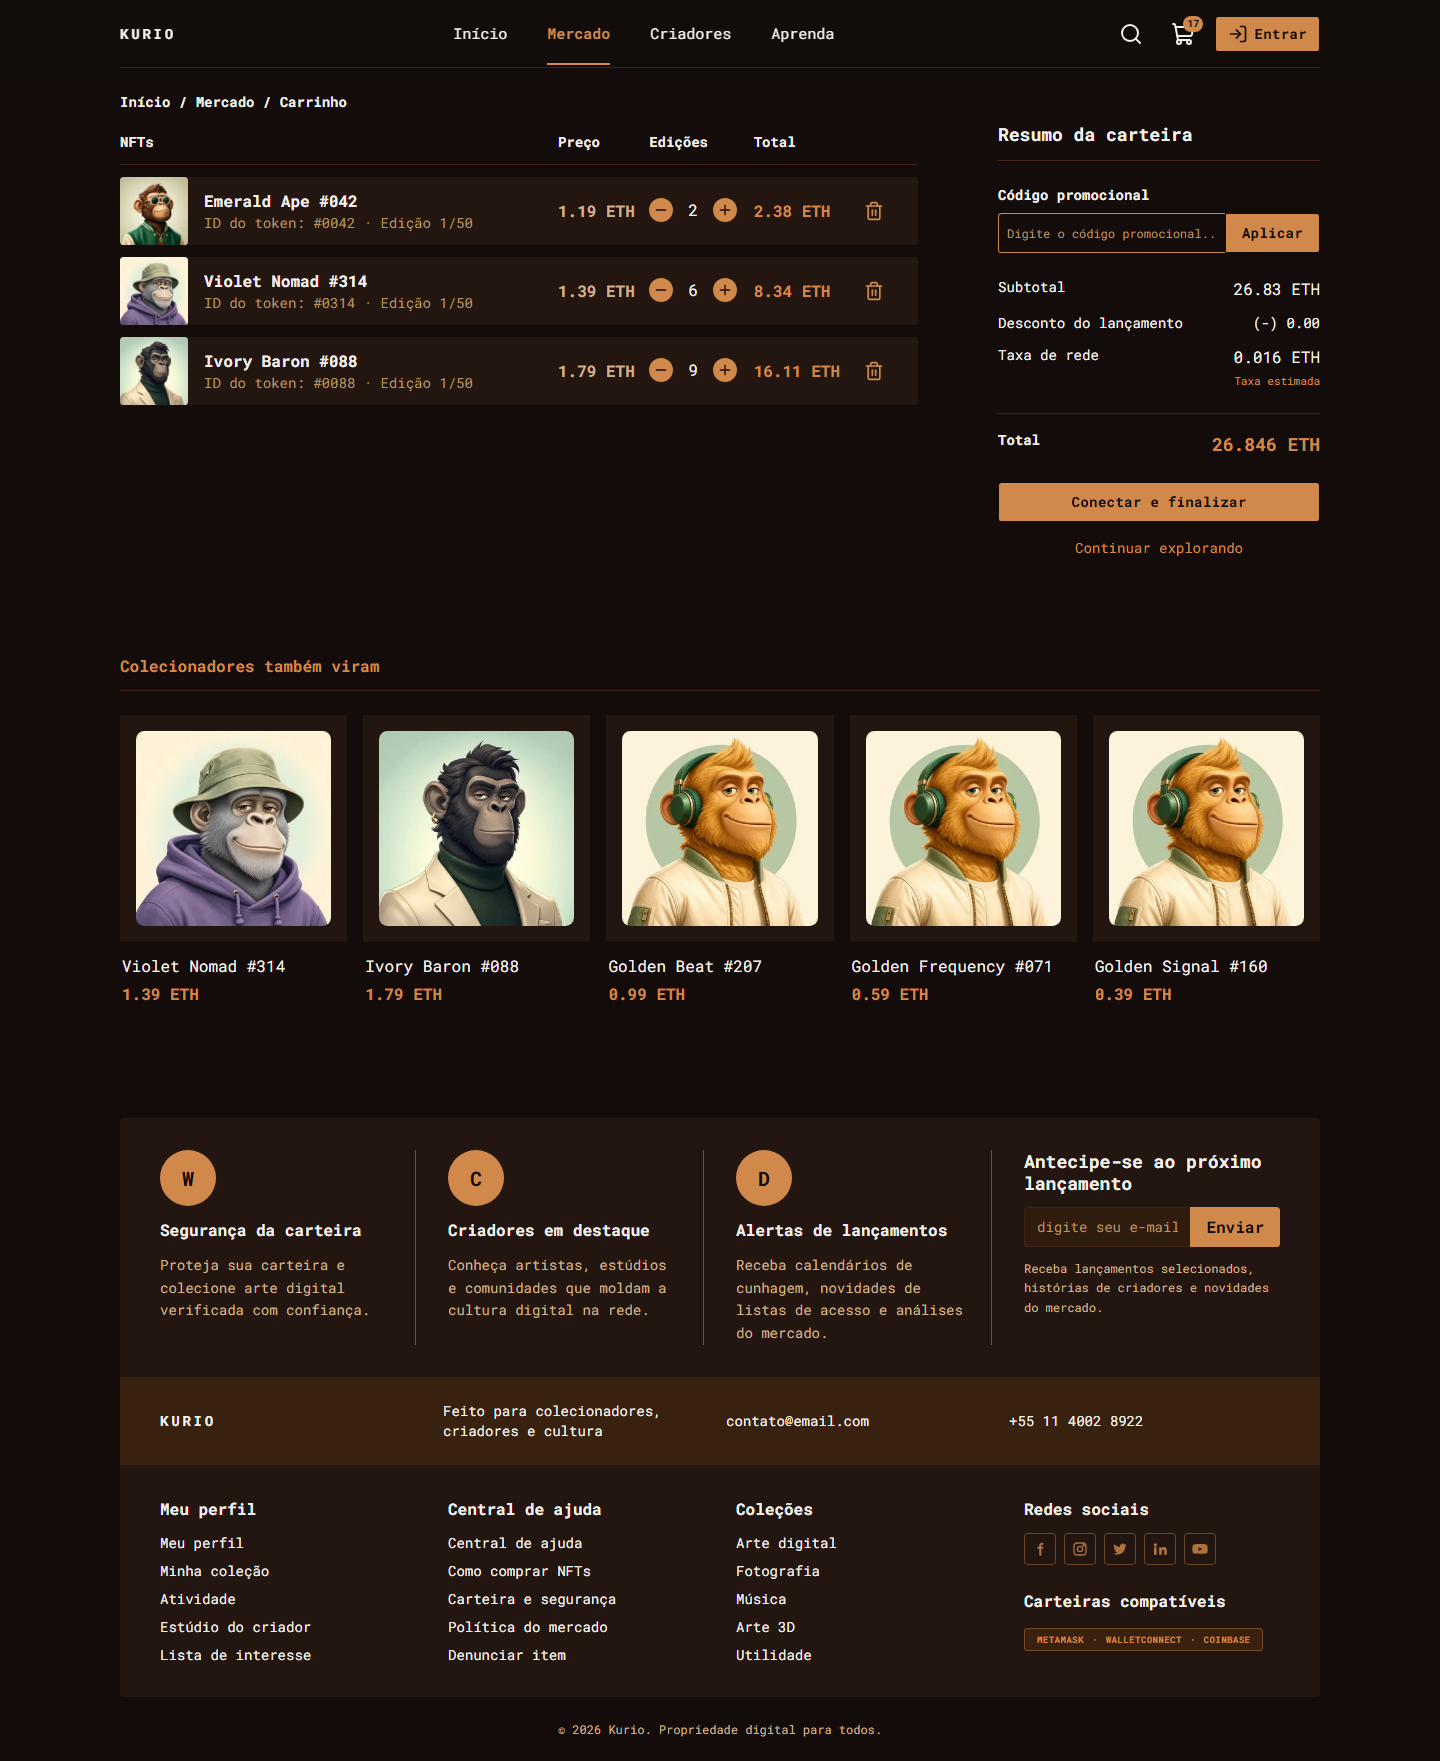 KURIO
Início
Mercado
Criadores
Aprenda
17
Entrar
Início / Mercado / Carrinho
NFTs
Preço
Edições
Total
Emerald Ape #042
ID do token: #0042 · Edição 1/50
1.19 ETH
2
2.38 ETH
Violet Nomad #314
ID do token: #0314 · Edição 1/50
1.39 ETH
6
8.34 ETH
Ivory Baron #088
ID do token: #0088 · Edição 1/50
1.79 ETH
9
16.11 ETH
Resumo da carteira
Código promocional
Digite o código promocional..
Aplicar
Subtotal
26.83 ETH
Desconto do lançamento
(-) 0.00
Taxa de rede
0.016 ETH
Taxa estimada
Total
26.846 ETH
Conectar e finalizar
Continuar explorando
Colecionadores também viram
Violet Nomad #314
1.39 ETH
Ivory Baron #088
1.79 ETH
Golden Beat #207
0.99 ETH
Golden Frequency #071
0.59 ETH
Golden Signal #160
0.39 ETH
W
Segurança da carteira
Proteja sua carteira e
colecione arte digital
verificada com confiança.
C
Criadores em destaque
Conheça artistas, estúdios
e comunidades que moldam a
cultura digital na rede.
D
Alertas de lançamentos
Receba calendários de
cunhagem, novidades de
listas de acesso e análises
do mercado.
Antecipe-se ao próximo
lançamento
digite seu e-mail
Enviar
Receba lançamentos selecionados,
histórias de criadores e novidades
do mercado.
KURIO
Feito para colecionadores,
criadores e cultura
contato@email.com
+55 11 4002 8922
Meu perfil
Meu perfil
Minha coleção
Atividade
Estúdio do criador
Lista de interesse
Central de ajuda
Central de ajuda
Como comprar NFTs
Carteira e segurança
Política do mercado
Denunciar item
Coleções
Arte digital
Fotografia
Música
Arte 3D
Utilidade
Redes sociais
Carteiras compatíveis
METAMASK · WALLETCONNECT · COINBASE
© 2026 Kurio. Propriedade digital para todos.